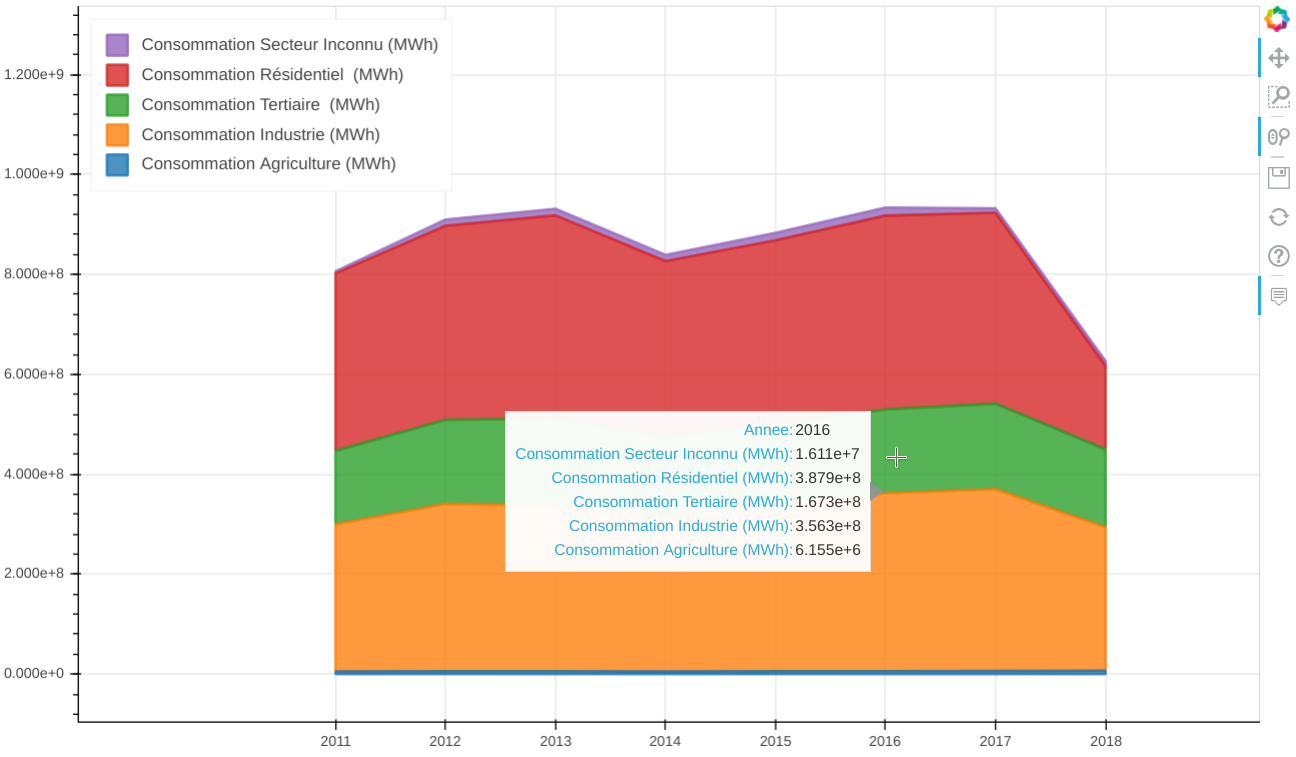 Consommation Secteur Inconnu (MWh)
Consommation Résidentiel  (MWh)
Consommation Tertiaire  (MWh)
Consommation Industrie (MWh)
Consommation Agriculture (MWh)
1.200e+9
1.000e+9
8.000e+8
6.000e+8
4.000e+8
2.000e+8
0.000e+0
Annee: 2016
Consommation Secteur Inconnu (MWh): 1.611e+7
Consommation Résidentiel (MWh): 3.879e+8
Consommation Tertiaire (MWh): 1.673e+8
Consommation Industrie (MWh): 3.563e+8
Consommation Agriculture (MWh): 6.155e+6
2011 2012 2013 2014 2015 2016 2017 2018